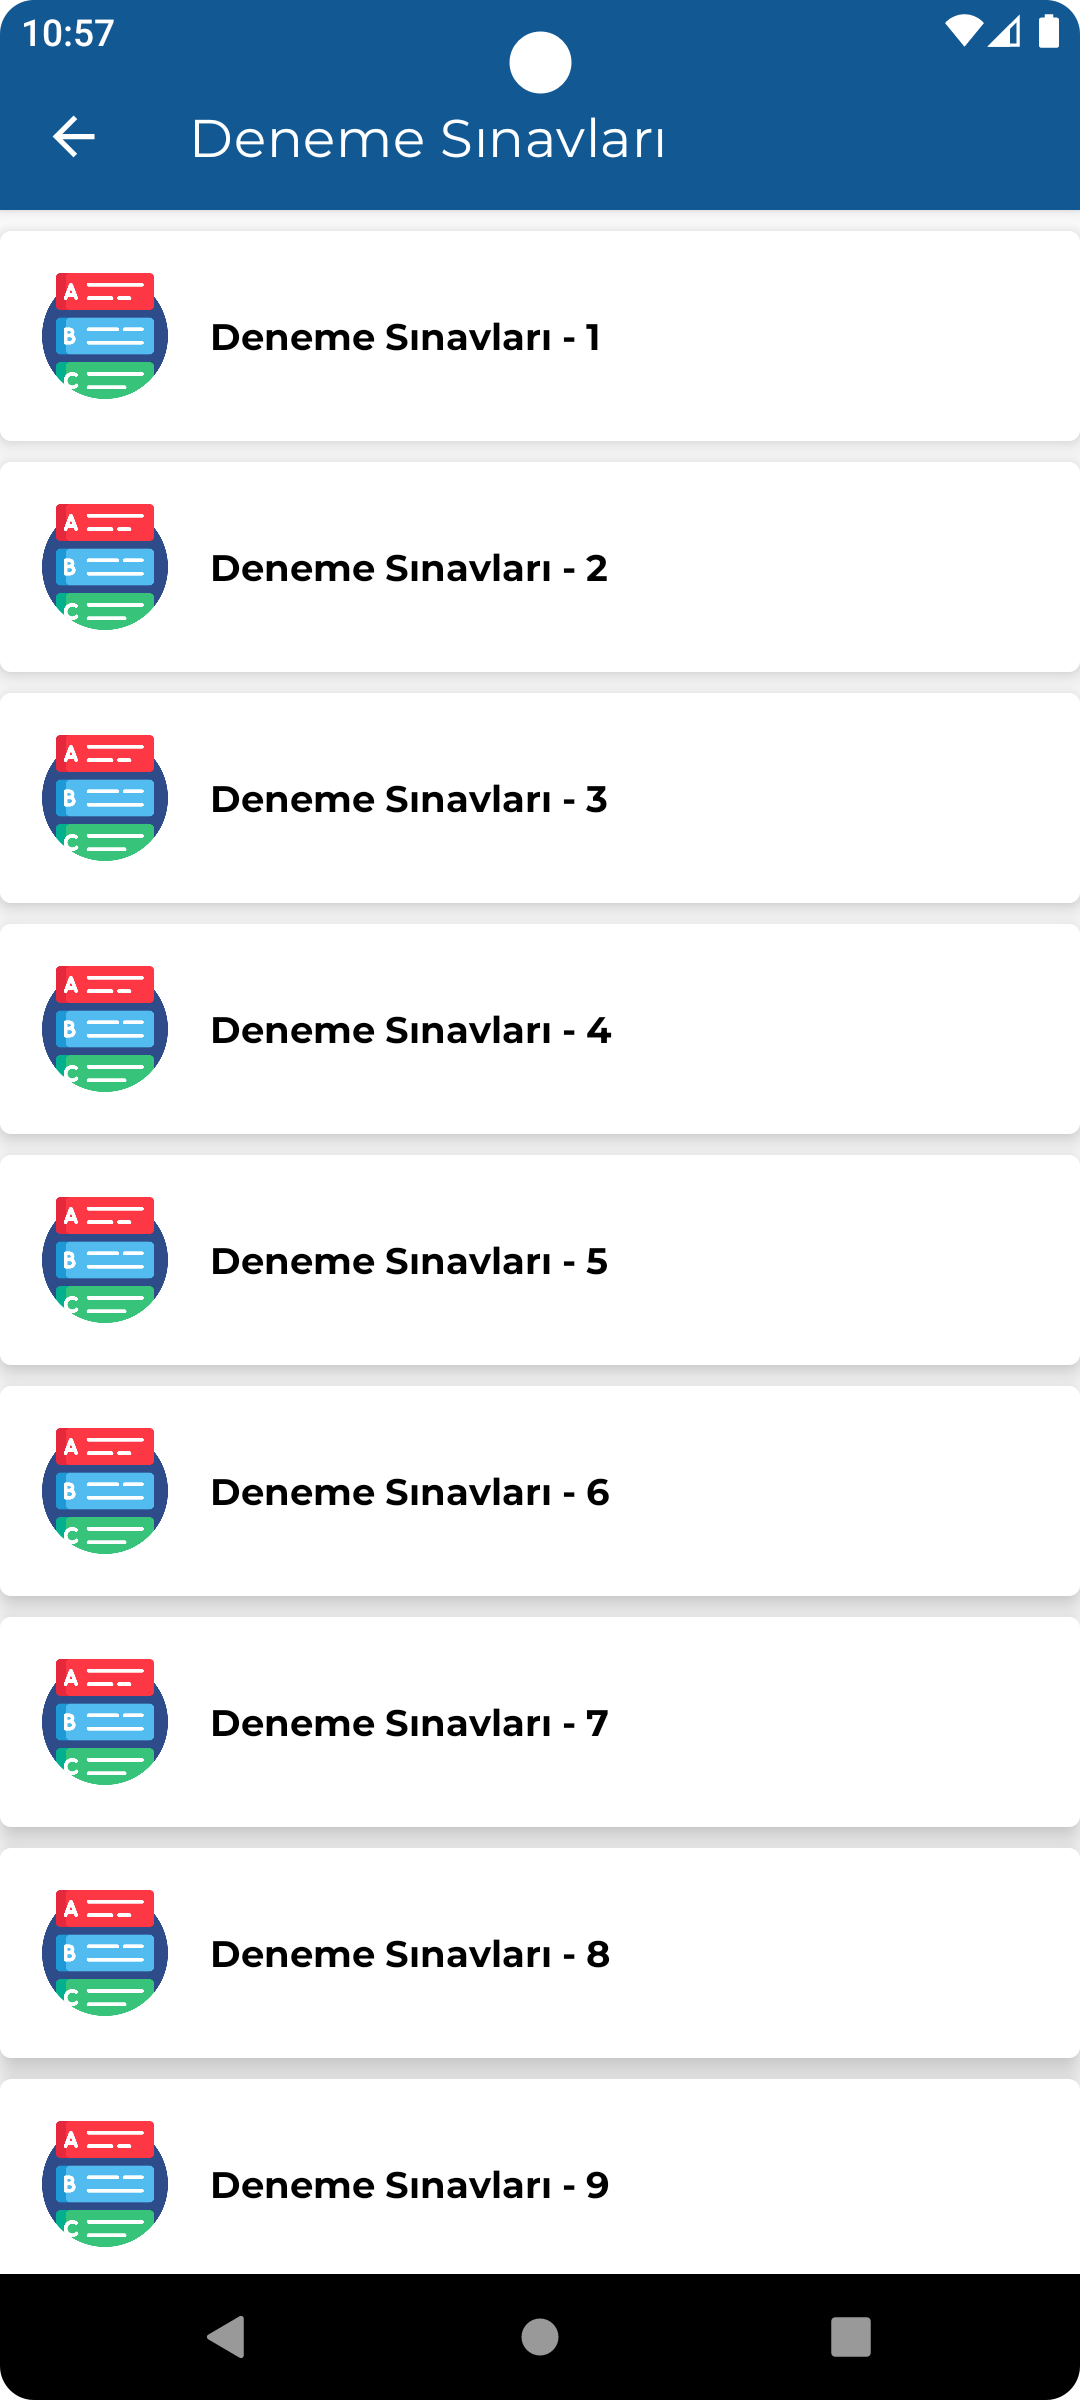 10:57
Deneme Sınavları
A
B
C
Deneme Sınavları - 1
A
B
C
Deneme Sınavları - 2
A
B
C
Deneme Sınavları - 3
A
B
C
Deneme Sınavları - 4
A
B
C
Deneme Sınavları - 5
A
B
C
Deneme Sınavları - 6
A
B
C
Deneme Sınavları - 7
A
B
C
Deneme Sınavları - 8
A
B
C
Deneme Sınavları - 9